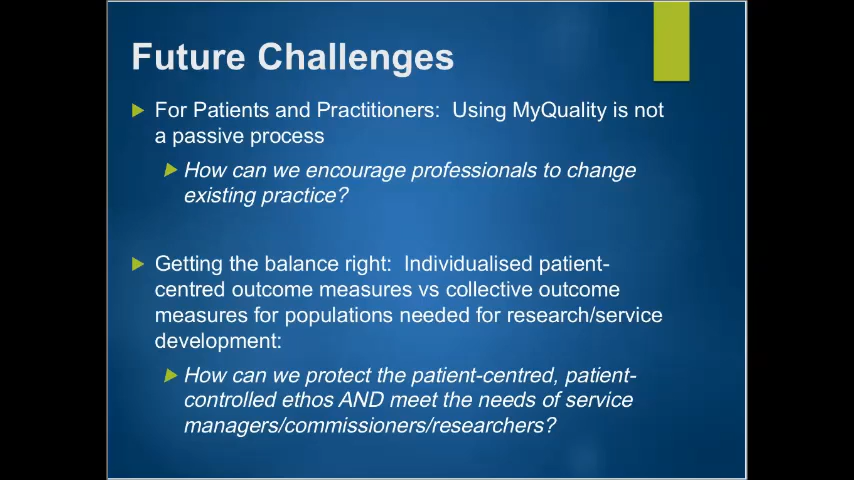 Future Challenges
For Patients and Practitioners: Using MyQuality is not
a passive process
How can we encourage professionals to change
existing practice?
Getting the balance right: Individualised patient-
centred outcome measures vs collective outcome
measures for populations needed for research/service
development:
How can we protect the patient-centred, patient-
controlled ethos AND meet the needs of service
managers/commissioners/researchers?